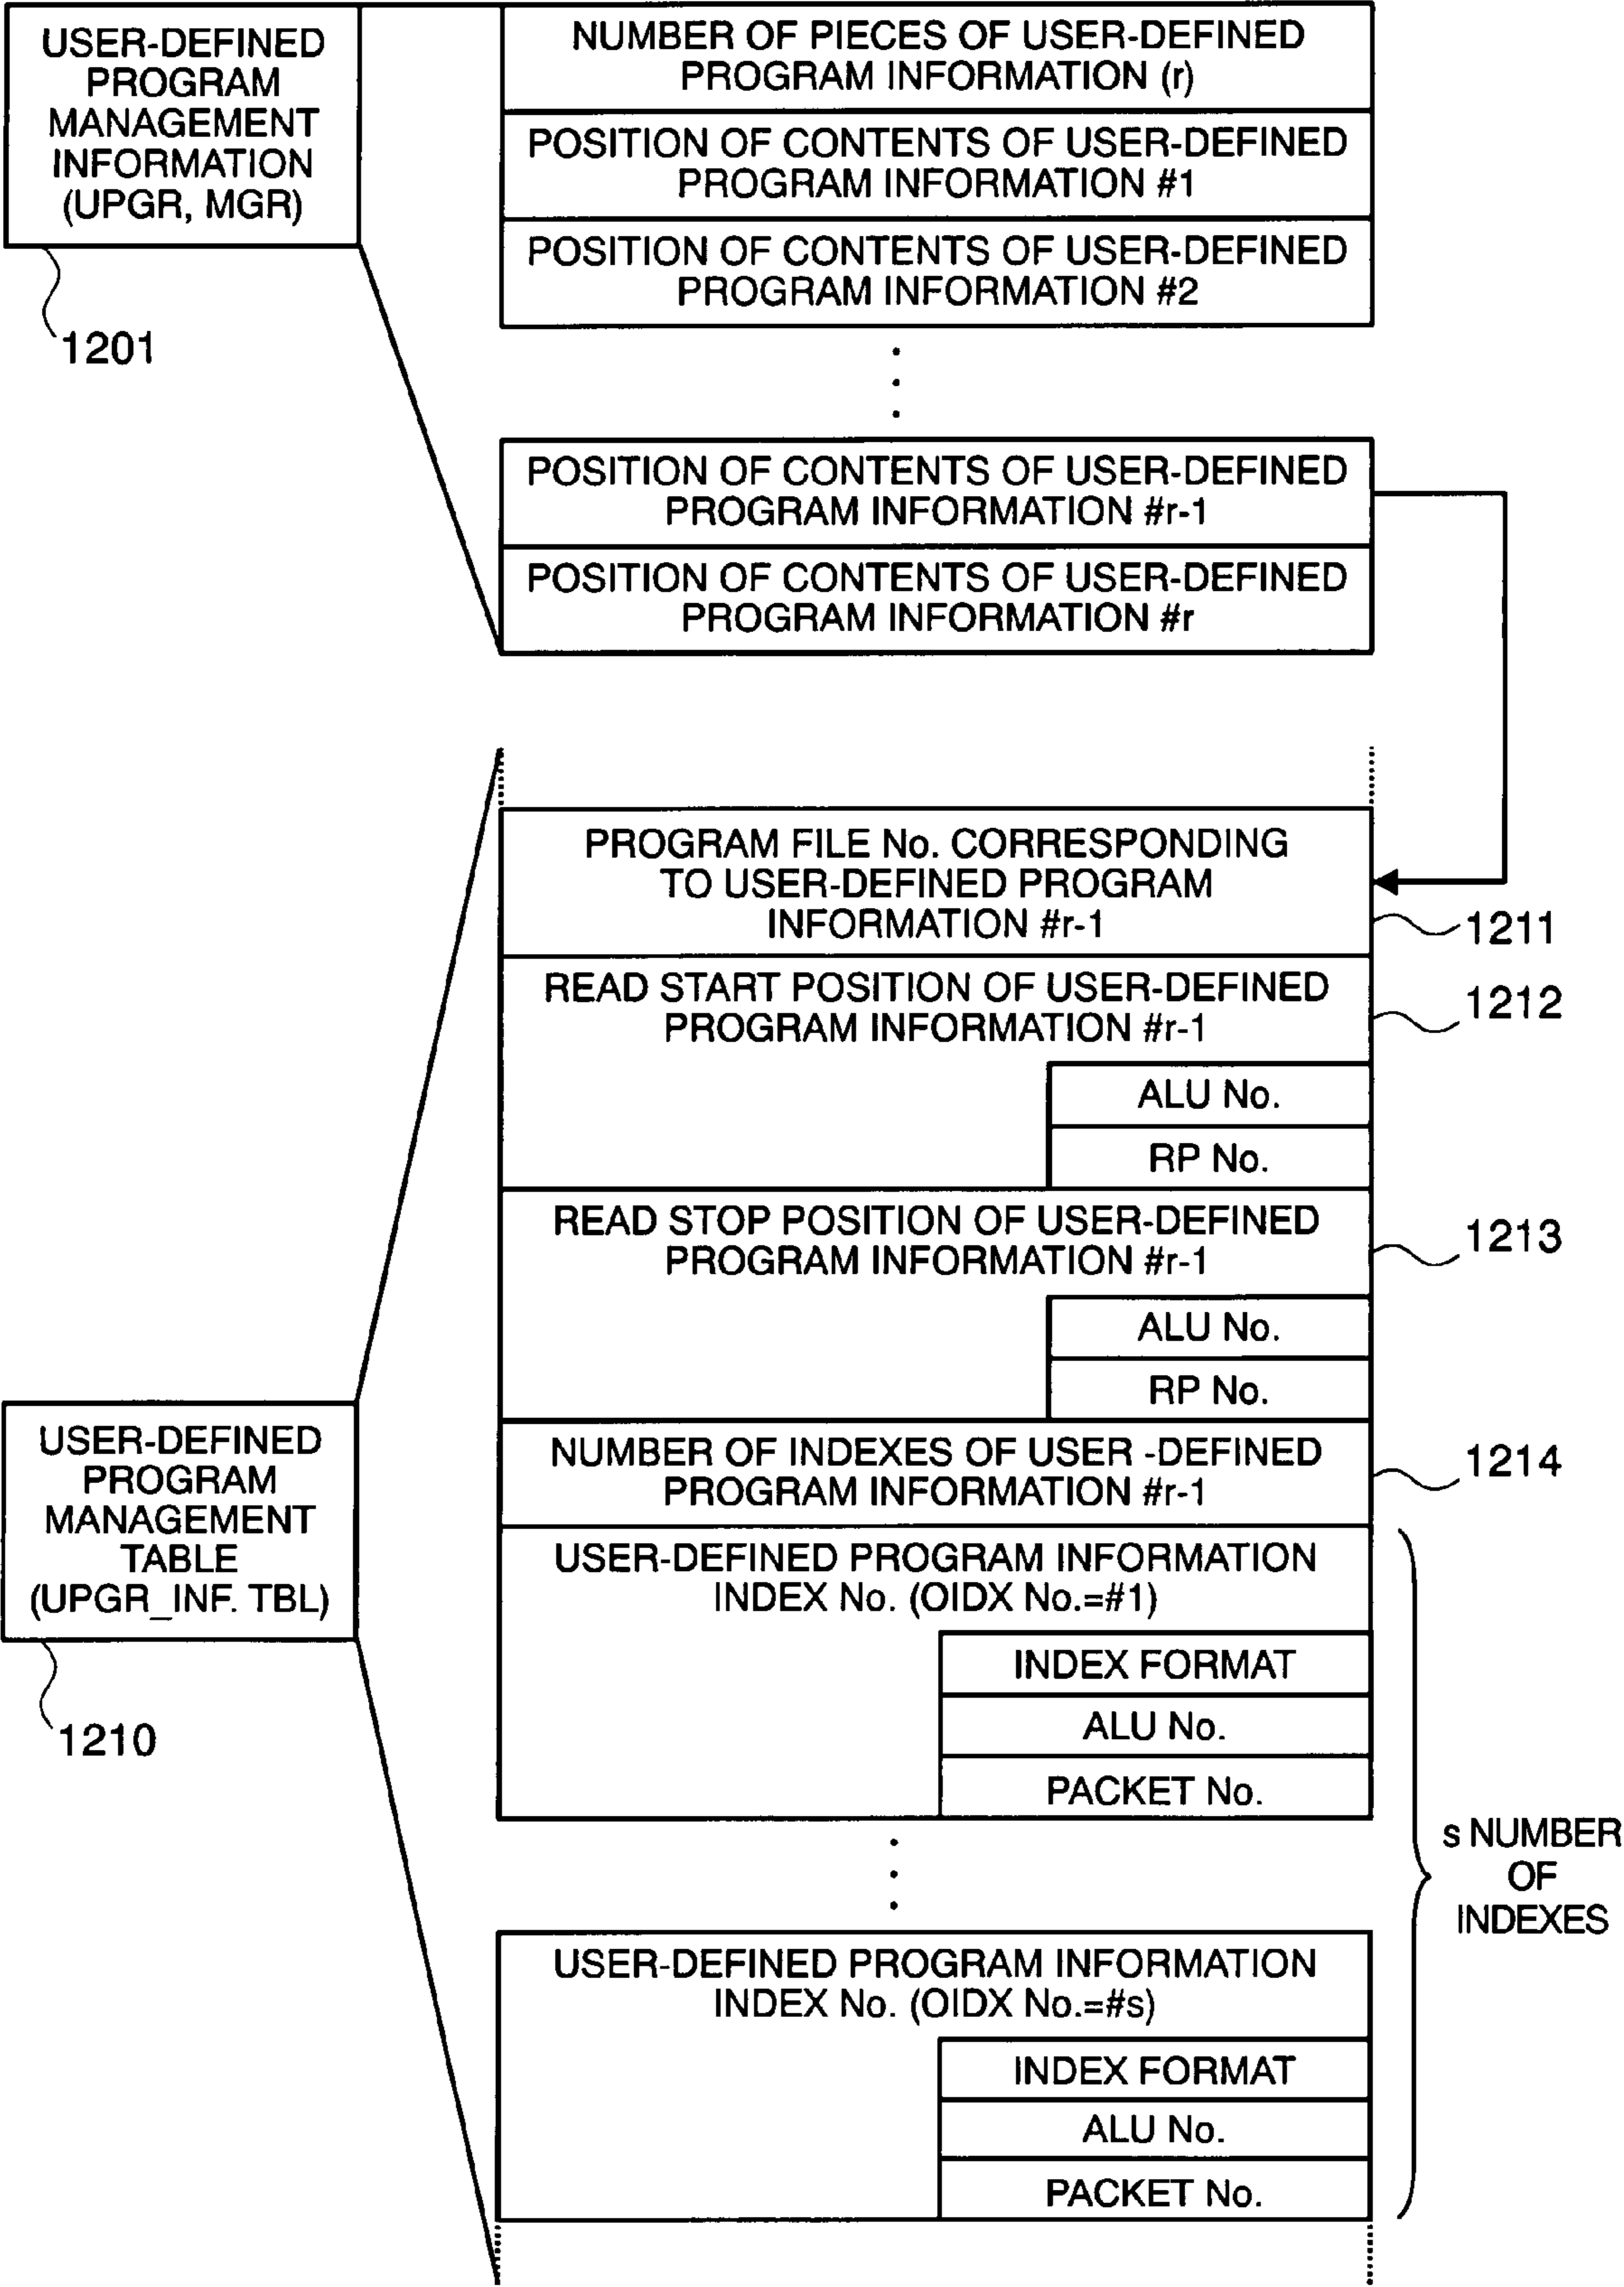 USER-DEFINED
PROGRAM
MANAGEMENT
INFORMATION
(UPGR, MGR)
1201
NUMBER OF PIECES OF USER-DEFINED
PROGRAM INFORMATION (r)
POSITION OF CONTENTS OF USER-DEFINED
PROGRAM INFORMATION #1
POSITION OF CONTENTS OF USER-DEFINED
PROGRAM INFORMATION #2
POSITION OF CONTENTS OF USER-DEFINED
PROGRAM INFORMATION #r-1
POSITION OF CONTENTS OF USER-DEFINED
PROGRAM INFORMATION #r
USER-DEFINED
PROGRAM
MANAGEMENT
TABLE
(UPGR_INF. TBL)
1210
PROGRAM FILE No. CORRESPONDING
TO USER-DEFINED PROGRAM
INFORMATION #r-1
1211
READ START POSITION OF USER-DEFINED
PROGRAM INFORMATION #r-1
1212
ALU No.
RP No.
READ STOP POSITION OF USER-DEFINED
PROGRAM INFORMATION #r-1
1213
ALU No.
RP No.
NUMBER OF INDEXES OF USER -DEFINED
PROGRAM INFORMATION #r-1
1214
USER-DEFINED PROGRAM INFORMATION
INDEX No. (OIDX No.=#1)
INDEX FORMAT
ALU No.
PACKET No.
s NUMBER
OF
INDEXES
USER-DEFINED PROGRAM INFORMATION
INDEX No. (OIDX No.=#s)
INDEX FORMAT
ALU No.
PACKET No.